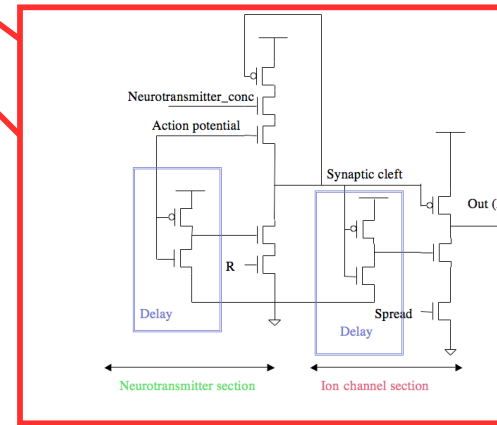 Neurotransmitter_conc
Action potential
Synaptic cleft
Out (
R
Spread
Delay
Delay
Neurotransmitter section
Ion channel section